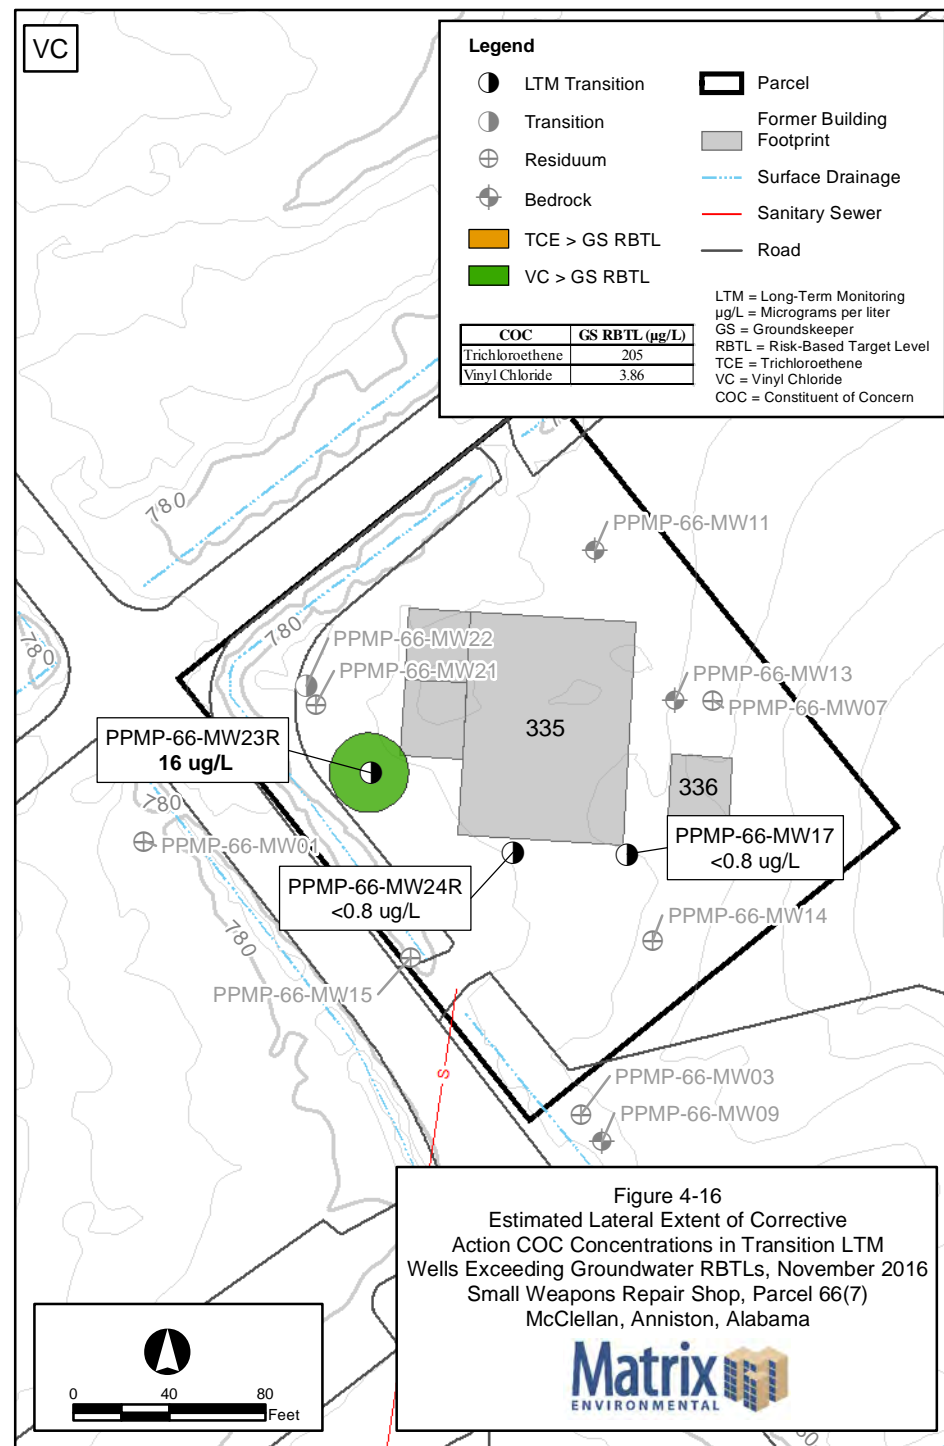 VC
Legend
LTM Transition
Transition
Residuum
Bedrock
TCE > GS RBTL
VC > GS RBTL
Parcel
Former Building
Footprint
Surface Drainage
Sanitary Sewer
Road
COC GS RBTL (µg/L)
Trichloroethene 205
Vinyl Chloride 3.86
LTM = Long-Term Monitoring
µg/L = Micrograms per liter
GS = Groundskeeper
RBTL = Risk-Based Target Level
TCE = Trichloroethene
VC = Vinyl Chloride
COC = Constituent of Concern
780
PPMP-66-MW11
780
780
PPMP-66-MW22
PPMP-66-MW21
PPMP-66-MW13
PPMP-66-MW07
335
PPMP-66-MW23R
16 ug/L
336
780
PPMP-66-MW01
PPMP-66-MW17
<0.8 ug/L
PPMP-66-MW24R
<0.8 ug/L
PPMP-66-MW14
780
PPMP-66-MW15
S
PPMP-66-MW03
PPMP-66-MW09
Figure 4-16
Estimated Lateral Extent of Corrective
Action COC Concentrations in Transition LTM
Wells Exceeding Groundwater RBTLs, November 2016
Small Weapons Repair Shop, Parcel 66(7)
McClellan, Anniston, Alabama
Matrix
ENVIRONMENTAL
0 40 80
Feet